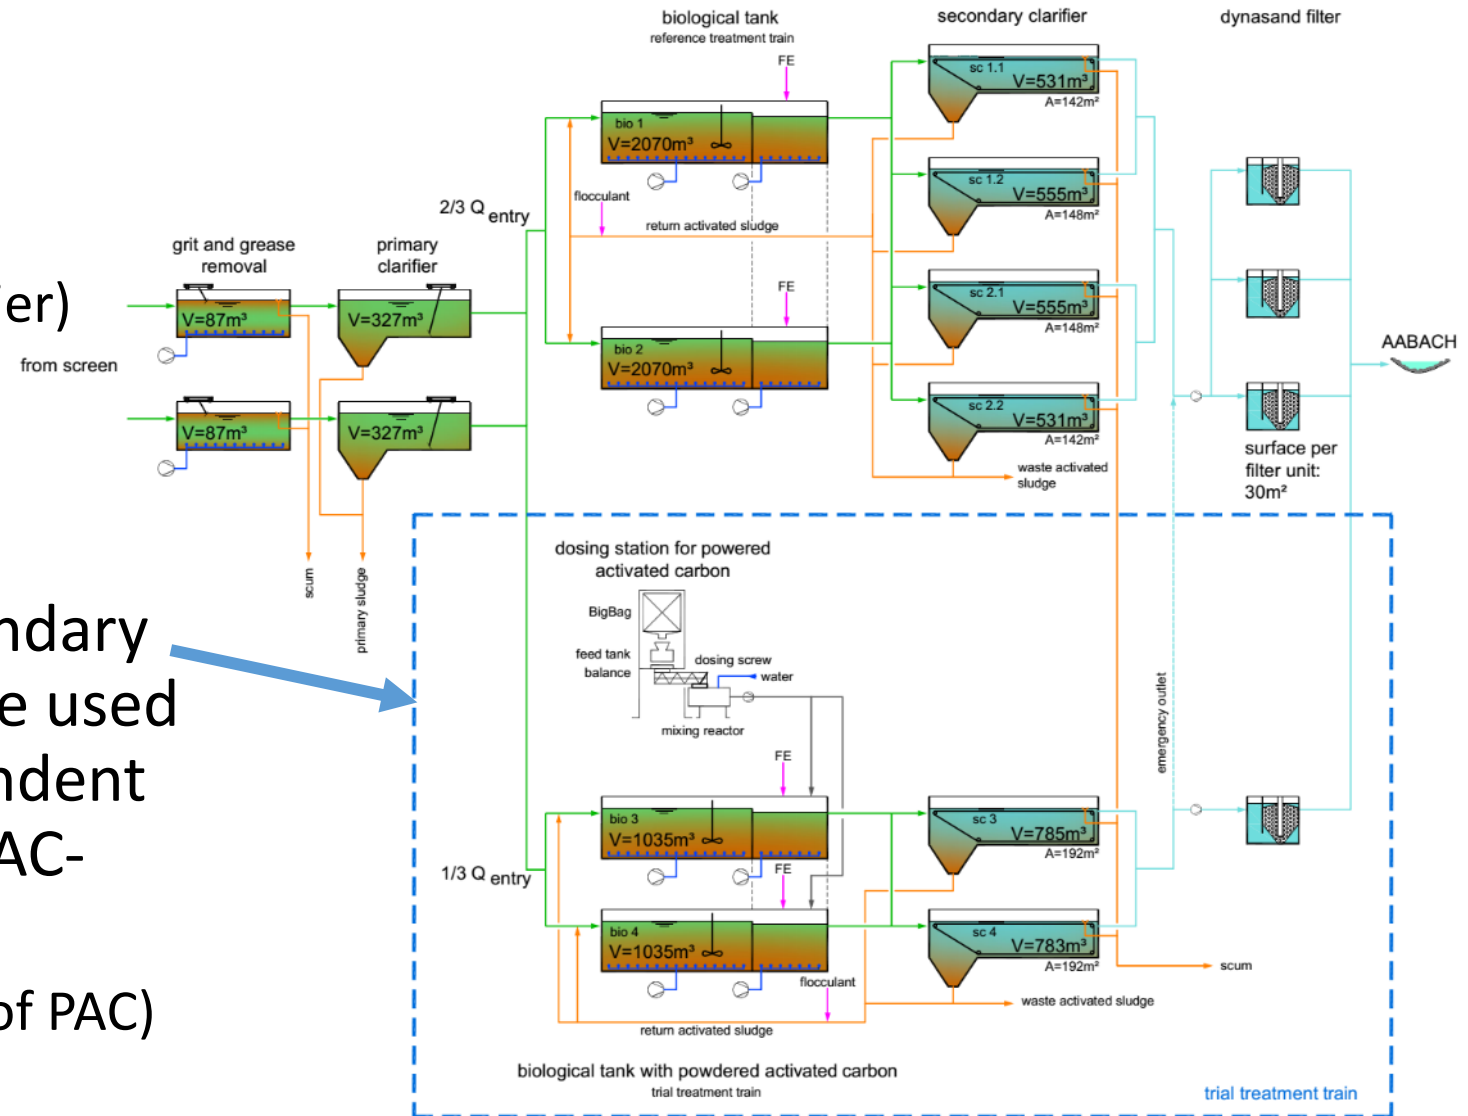 biological tank
reference treatment train
secondary clarifier
dynasand filter
FE
bio 1
V=2070m³
sc 1.1
V=531m³
A=142m²
sc 1.2
V=555m³
A=148m²
flocculant
return activated sludge
2/3 Q entry
grit and grease
removal
primary
clarifier
ier)
V=87m³
V=327m³
from screen
FE
bio 2
V=2070m³
sc 2.1
V=555m³
A=148m²
AABACH
V=87m³
V=327m³
sc 2.2
V=531m³
A=142m²
surface per
filter unit:
30m²
waste activated
sludge
scum
primary sludge
dosing station for powered
activated carbon
BigBag
feed tank
balance
dosing screw
water
mixing reactor
ndary
e used
ndent
AC-
of PAC)
emergency outlet
FE
bio 3
V=1035m³
sc 3
V=785m³
A=192m²
1/3 Q entry
FE
bio 4
V=1035m³
sc 4
V=783m³
A=192m²
scum
flocculant
waste activated sludge
return activated sludge
biological tank with powdered activated carbon
trial treatment train
trial treatment train